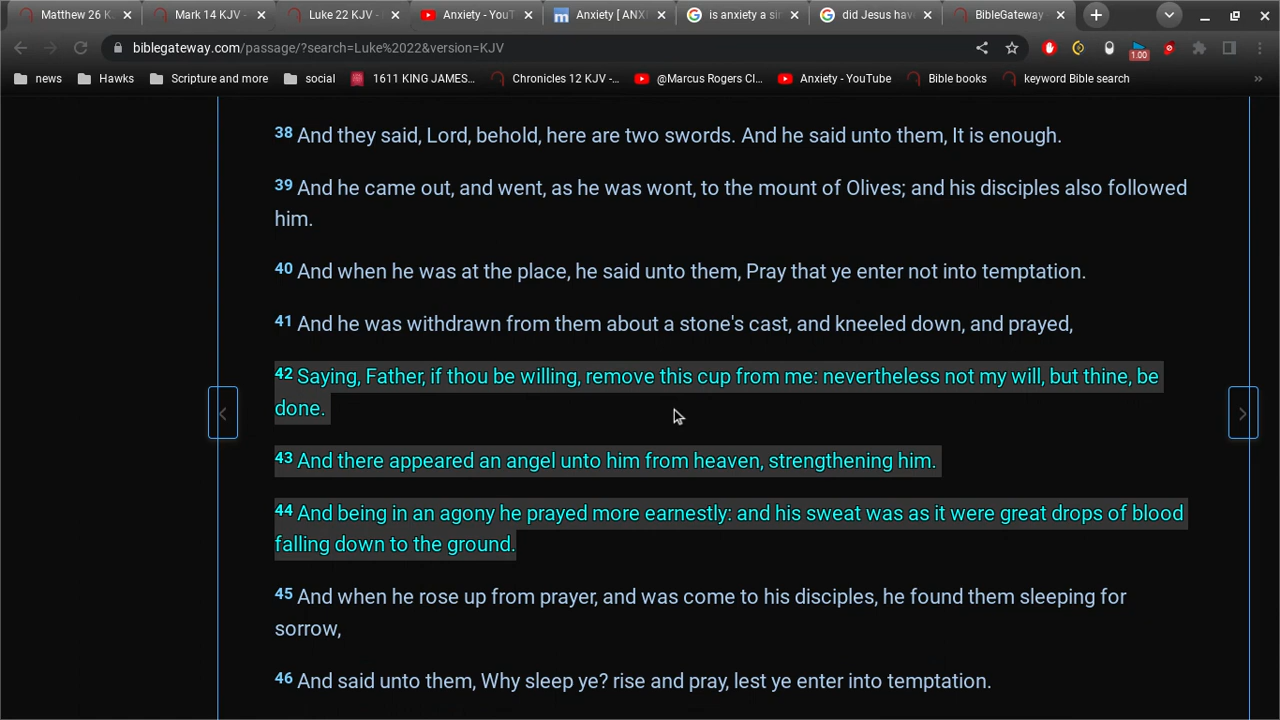 Matthew 26 K
Mark 14 KJV -
Luke 22 KJV -
Anxiety - YouT
Anxiety [ ANX
is anxiety a sin
did Jesus hav
BibleGateway
biblegateway.com/passage/?search=Luke%2022&version=KJV
1.00
news
Hawks
Scripture and more
social
1611 KING JAMES...
Chronicles 12 KJV -...
@Marcus Rogers Cl...
Anxiety - YouTube
Bible books
keyword Bible search
»
38 And they said, Lord, behold, here are two swords. And he said unto them, It is enough.
39 And he came out, and went, as he was wont, to the mount of Olives; and his disciples also followed
him.
40 And when he was at the place, he said unto them, Pray that ye enter not into temptation.
41 And he was withdrawn from them about a stone's cast, and kneeled down, and prayed,
42 Saying, Father, if thou be willing, remove this cup from me: nevertheless not my will, but thine, be
done.
43 And there appeared an angel unto him from heaven, strengthening him.
44 And being in an agony he prayed more earnestly: and his sweat was as it were great drops of blood
falling down to the ground.
45 And when he rose up from prayer, and was come to his disciples, he found them sleeping for
sorrow,
46 And said unto them, Why sleep ye? rise and pray, lest ye enter into temptation.